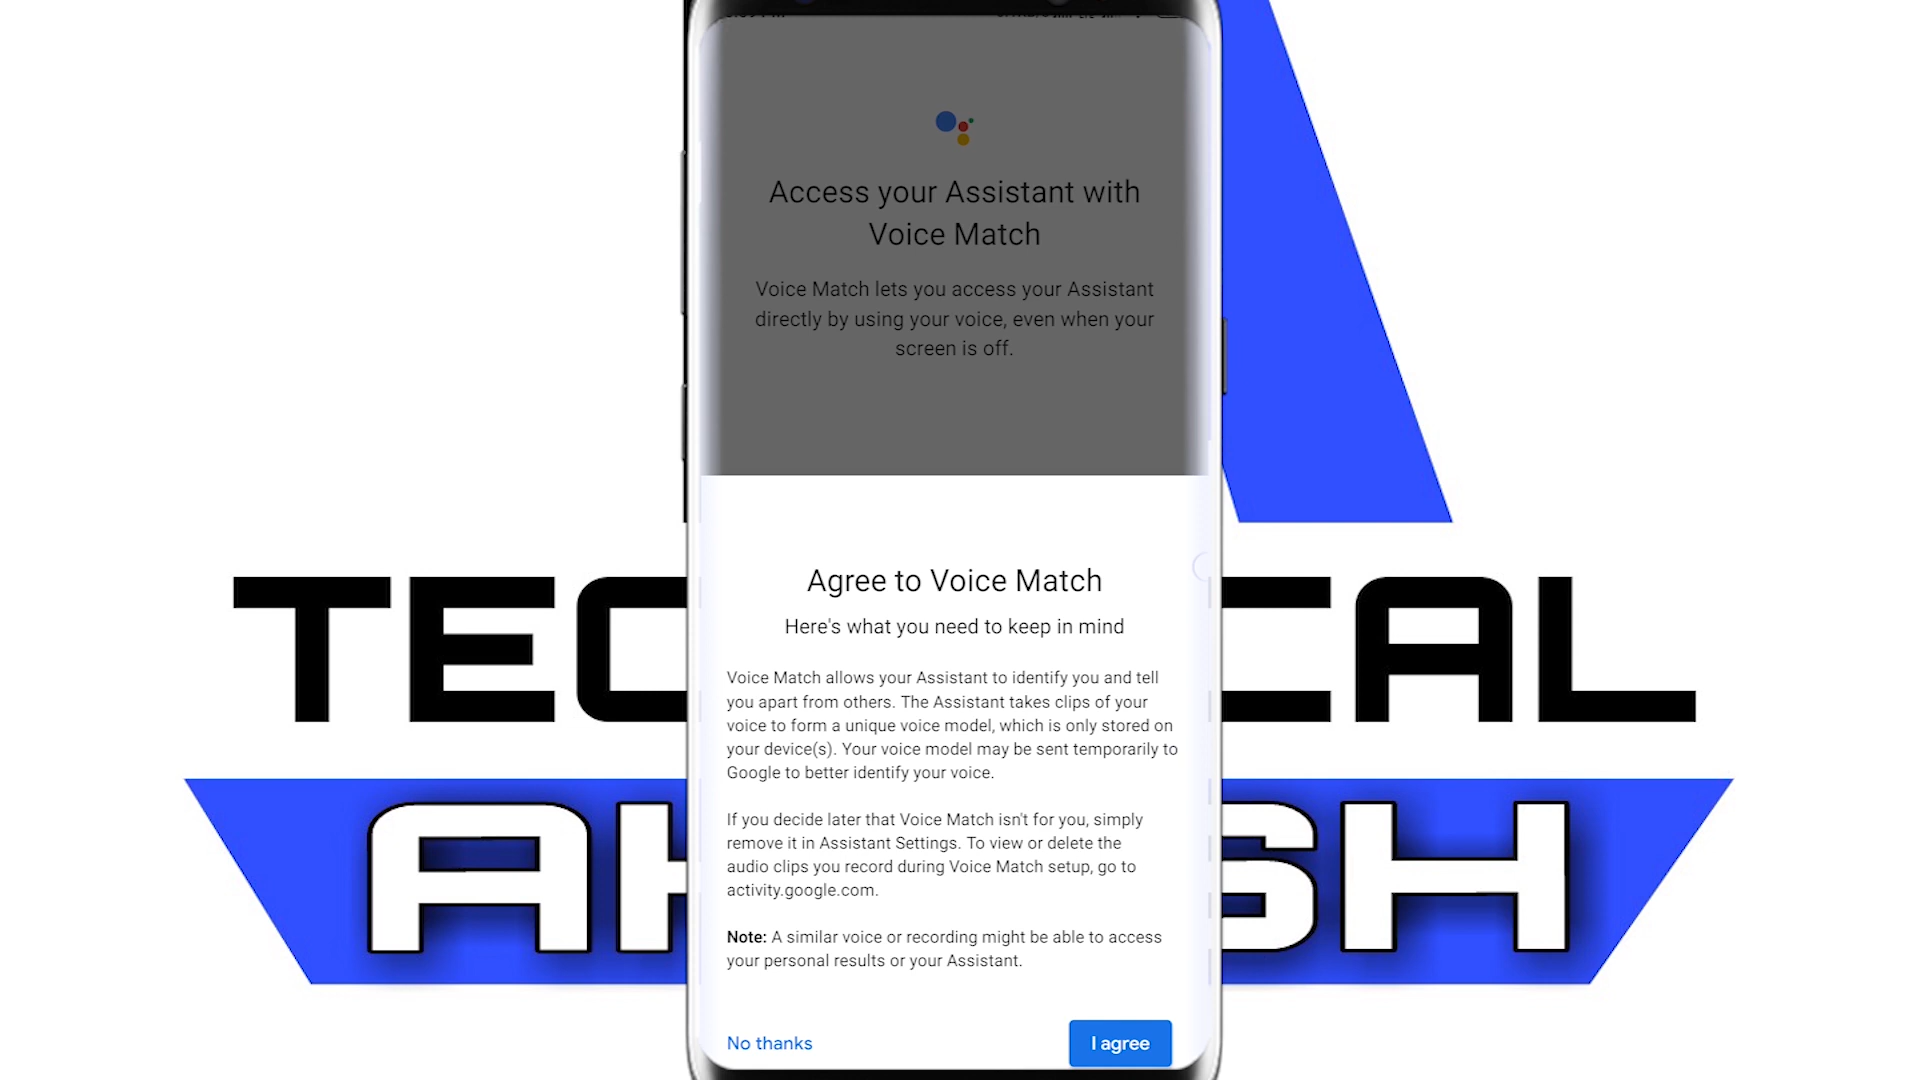 Access your Assistant with
Voice Match
Voice Match lets you access your Assistant
directly by using your voice, even when your
screen is off.
Agree to Voice Match
Here's what you need to keep in mind
Voice Match allows your Assistant to identify you and tell
you apart from others. The Assistant takes clips of your
voice to form a unique voice model, which is only stored on
your device(s). Your voice model may be sent temporarily to
Google to better identify your voice.
If you decide later that Voice Match isn't for you, simply
remove it in Assistant Settings. To view or delete the
audio clips you record during Voice Match setup, go to
activity.google.com.
Note: A similar voice or recording might be able to access
your personal results or your Assistant.
No thanks
I agree